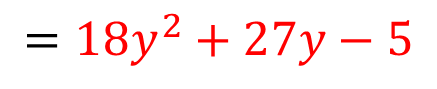 = 18y² + 27y − 5